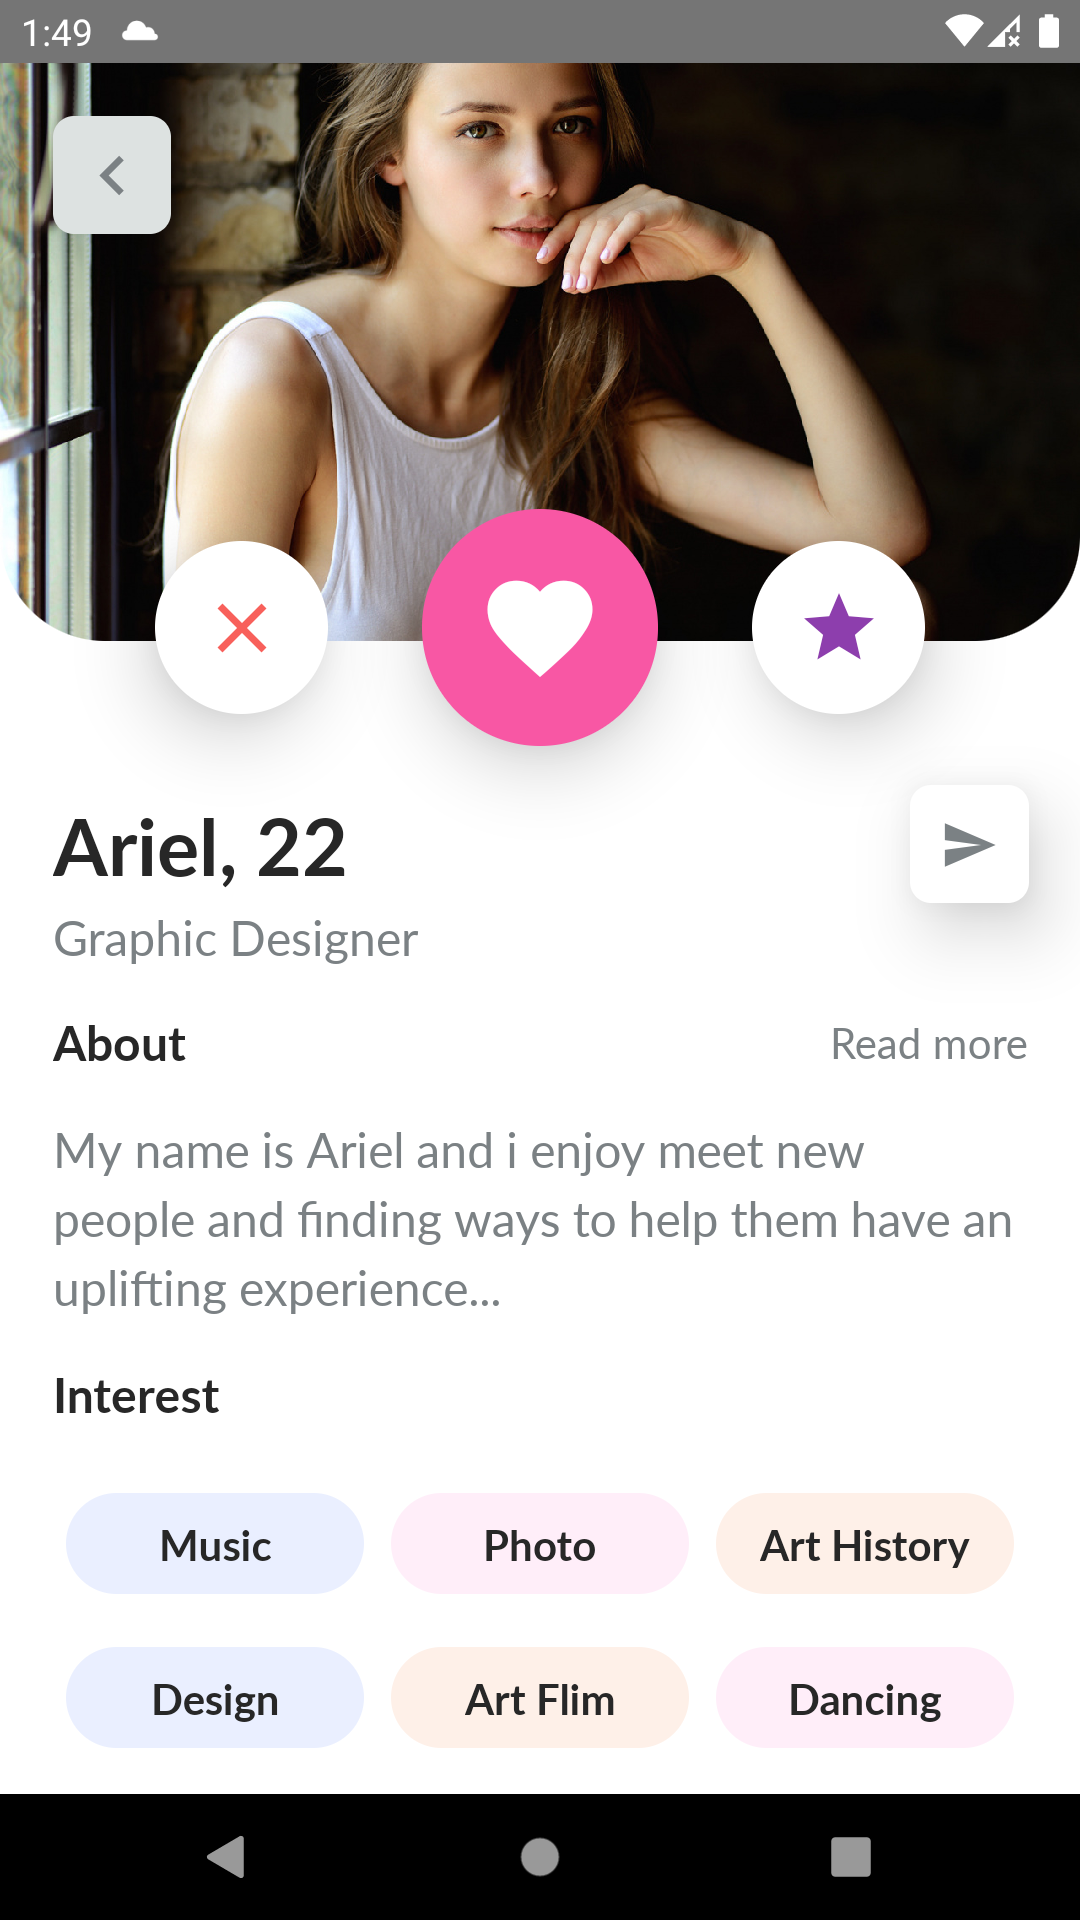 1:49
Ariel, 22
Graphic Designer
About
Read more
My name is Ariel and i enjoy meet new
people and finding ways to help them have an
uplifting experience...
Interest
Music
Photo
Art History
Design
Art Flim
Dancing